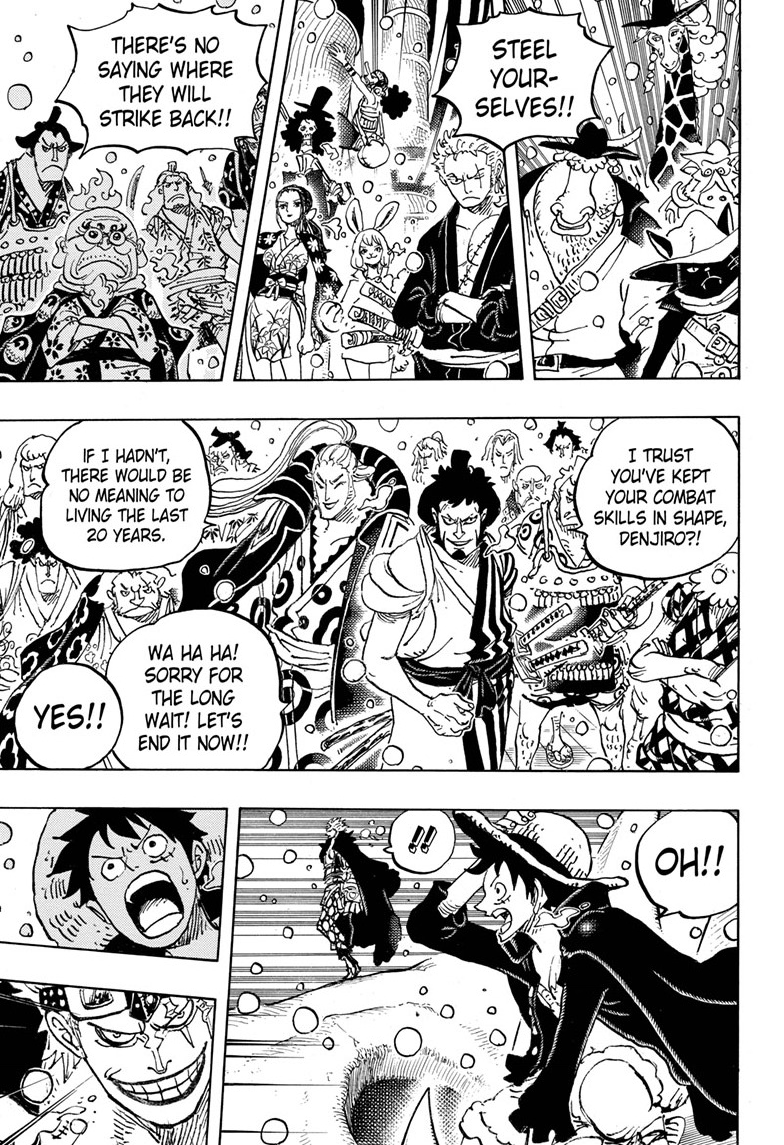 STEEL
YOUR-
SELVES!!
THERE'S NO
SAYING WHERE
THEY WILL
STRIKE BACK!!
I TRUST
YOU'VE KEPT
YOUR COMBAT
SKILLS IN SHAPE,
DENJIRO?!
IF I HADN'T,
THERE WOULD BE
NO MEANING TO
LIVING THE LAST
20 YEARS.
WA HA HA!
SORRY FOR
THE LONG
WAIT! LET'S
END IT NOW!!
YES!!
OH!!
!!